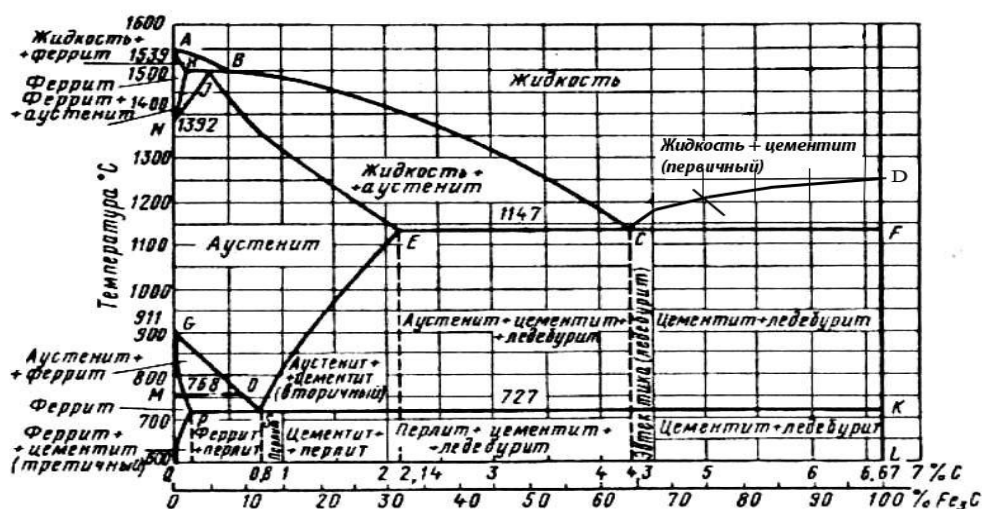 1600
A
Жидкость+
+феррит
1539
H
B
1500
Феррит
J
Жидкость
Феррит+
+аустенит
1400
N
1392
1300
Жидкость+
+аустенит
Жидкость + цементит
(первичный)
D
1200
1147
E
C
F
1100
Аустенит
Температура °С
1000
911
G
900
Аустенит+цементит+
+ледебурит
Эвтектика (ледебурит)
Цементит+ледебурит
Аустенит+
+феррит
800
Аустенит+
+цементит
(вторичный)
M
768
O
727
K
Феррит
700
P
S
Феррит+
+цементит
(третичный)
Феррит
+перлит
Перлит
Цементит+
+перлит
Перлит+цементит+
+ледебурит
Цементит+ледебурит
L
0
0,8
1
2
2,14
3
4
4,3
5
6
6,67
7 % C
0
10
20
30
40
50
60
70
80
90
100
% Fe₃C